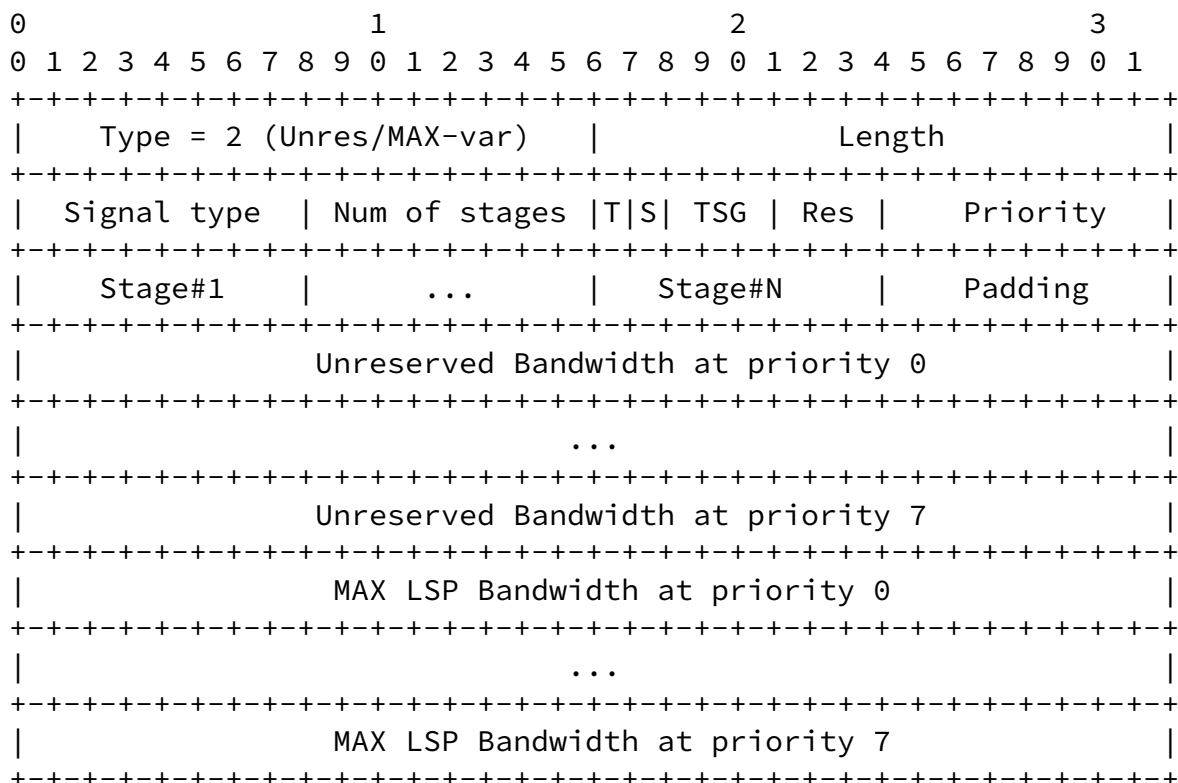 0                   1                   2                   3
0 1 2 3 4 5 6 7 8 9 0 1 2 3 4 5 6 7 8 9 0 1 2 3 4 5 6 7 8 9 0 1
+-+-+-+-+-+-+-+-+-+-+-+-+-+-+-+-+-+-+-+-+-+-+-+-+-+-+-+-+-+-+-+-+
|    Type = 2 (Unres/MAX-var)   |             Length            |
+-+-+-+-+-+-+-+-+-+-+-+-+-+-+-+-+-+-+-+-+-+-+-+-+-+-+-+-+-+-+-+-+
|  Signal type  | Num of stages |T|S| TSG | Res |    Priority   |
+-+-+-+-+-+-+-+-+-+-+-+-+-+-+-+-+-+-+-+-+-+-+-+-+-+-+-+-+-+-+-+-+
|    Stage#1    |      ...      |   Stage#N     |    Padding    |
+-+-+-+-+-+-+-+-+-+-+-+-+-+-+-+-+-+-+-+-+-+-+-+-+-+-+-+-+-+-+-+-+
|                Unreserved Bandwidth at priority 0             |
+-+-+-+-+-+-+-+-+-+-+-+-+-+-+-+-+-+-+-+-+-+-+-+-+-+-+-+-+-+-+-+-+
|                              ...                              |
+-+-+-+-+-+-+-+-+-+-+-+-+-+-+-+-+-+-+-+-+-+-+-+-+-+-+-+-+-+-+-+-+
|                Unreserved Bandwidth at priority 7             |
+-+-+-+-+-+-+-+-+-+-+-+-+-+-+-+-+-+-+-+-+-+-+-+-+-+-+-+-+-+-+-+-+
|                 MAX LSP Bandwidth at priority 0               |
+-+-+-+-+-+-+-+-+-+-+-+-+-+-+-+-+-+-+-+-+-+-+-+-+-+-+-+-+-+-+-+-+
|                              ...                              |
+-+-+-+-+-+-+-+-+-+-+-+-+-+-+-+-+-+-+-+-+-+-+-+-+-+-+-+-+-+-+-+-+
|                 MAX LSP Bandwidth at priority 7               |
+-+-+-+-+-+-+-+-+-+-+-+-+-+-+-+-+-+-+-+-+-+-+-+-+-+-+-+-+-+-+-+-+